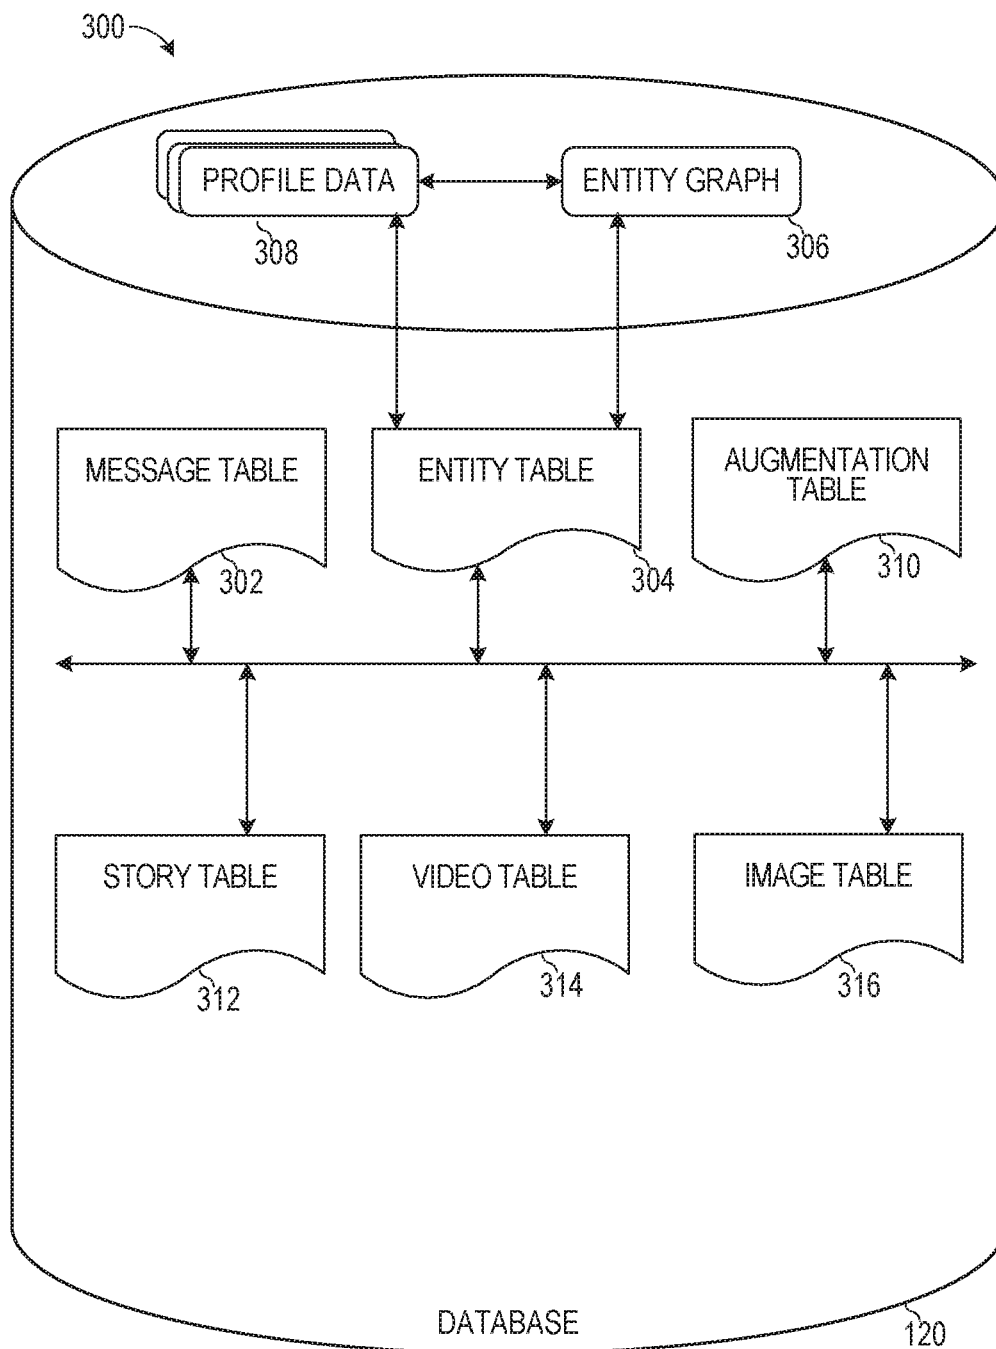 300
PROFILE DATA
ENTITY GRAPH
308
306
MESSAGE TABLE
ENTITY TABLE
AUGMENTATION
TABLE
302
304
310
STORY TABLE
VIDEO TABLE
IMAGE TABLE
312
314
316
DATABASE
120